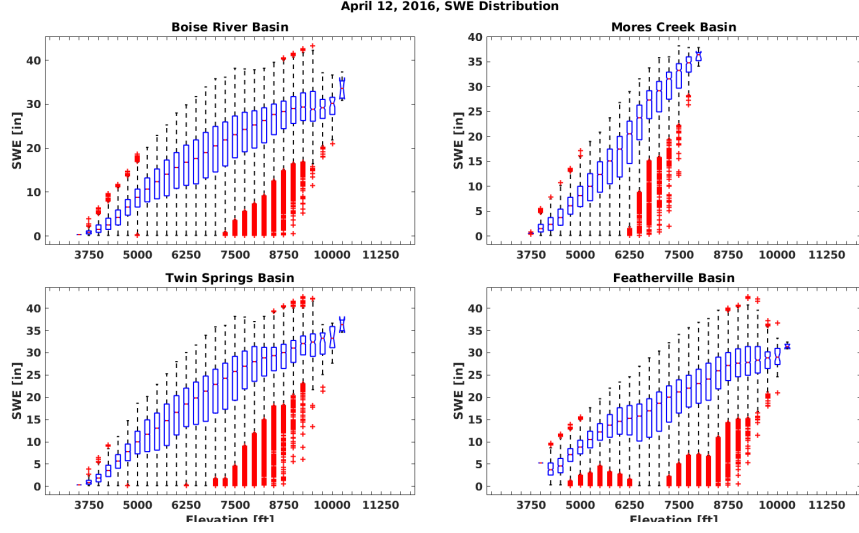 April 12, 2016, SWE Distribution
Boise River Basin
Mores Creek Basin
SWE [in]
40
30
20
10
0
3750 5000 6250 7500 8750 10000 11250
SWE [in]
40
35
30
25
20
15
10
5
0
3750 5000 6250 7500 8750 10000 11250
Twin Springs Basin
Featherville Basin
SWE [in]
40
35
30
25
20
15
10
5
0
3750 5000 6250 7500 8750 10000 11250
Elevation [ft]
SWE [in]
40
35
30
25
20
15
10
5
0
3750 5000 6250 7500 8750 10000 11250
Elevation [ft]